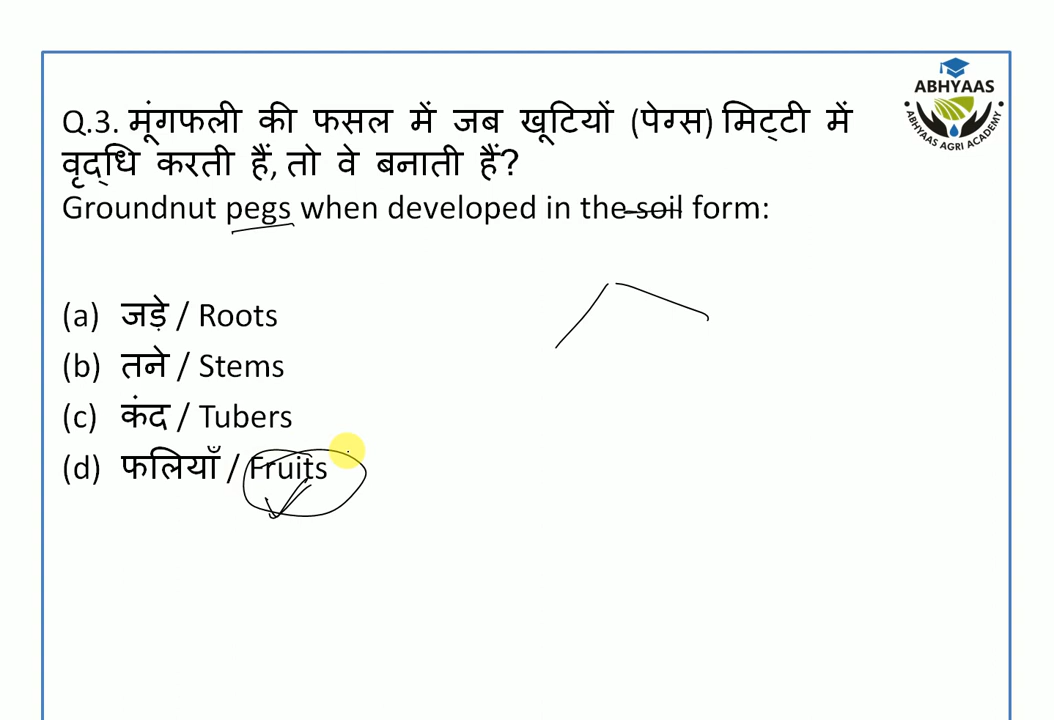 ABHYAAS
ABHYAAS AGRI ACADEMY
Q.3. मूंगफली की फसल में जब खूटियों (पेग्स) मिट्टी में
वृद्धि करती हैं, तो वे बनाती हैं?
Groundnut pegs when developed in the soil form:
(a) जड़े / Roots
(b) तने / Stems
(c) कंद / Tubers
(d) फलियाँ / Fruits